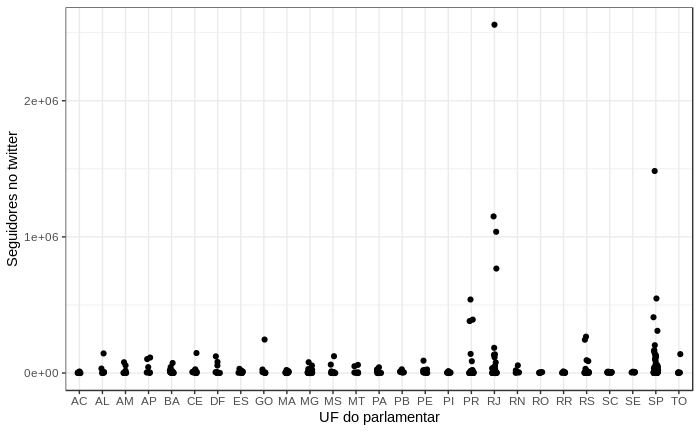 Seguidores no twitter
2e+06
1e+06
0e+00
AC AL AM AP BA CE DF ES GO MA MG MS MT PA PB PE PI PR RJ RN RO RR RS SC SE SP TO
UF do parlamentar